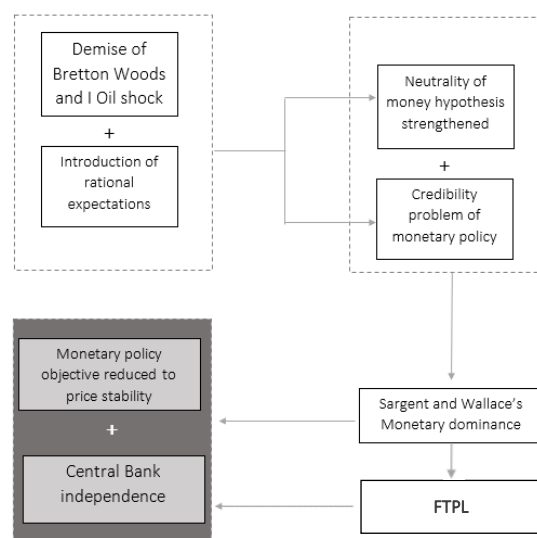 Demise of
Bretton Woods
and I Oil shock
+
Introduction of
rational
expectations
Neutrality of
money hypothesis
strengthened
+
Credibility
problem of
monetary policy
Monetary policy
objective reduced to
price stability
+
Central Bank
independence
Sargent and Wallace's
Monetary dominance
FTPL